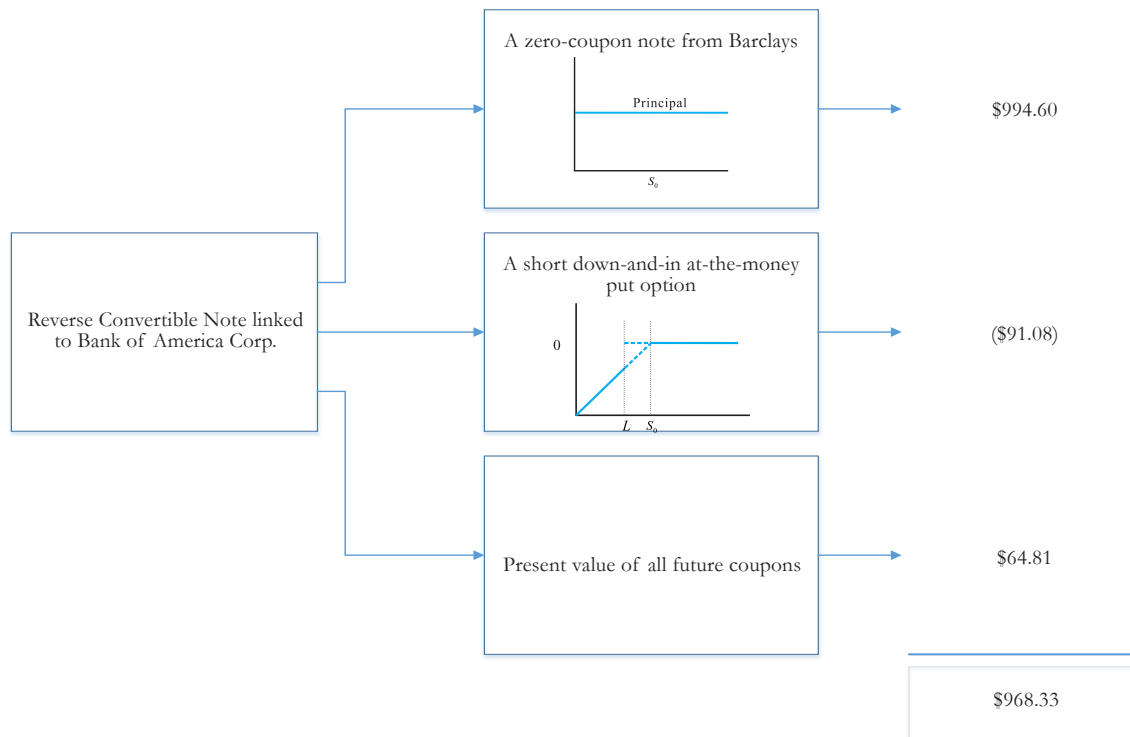 A zero-coupon note from Barclays
Principal
S₀
$994.60
Reverse Convertible Note linked
to Bank of America Corp.
A short down-and-in at-the-money
put option
0
L S₀
($91.08)
Present value of all future coupons
$64.81
$968.33